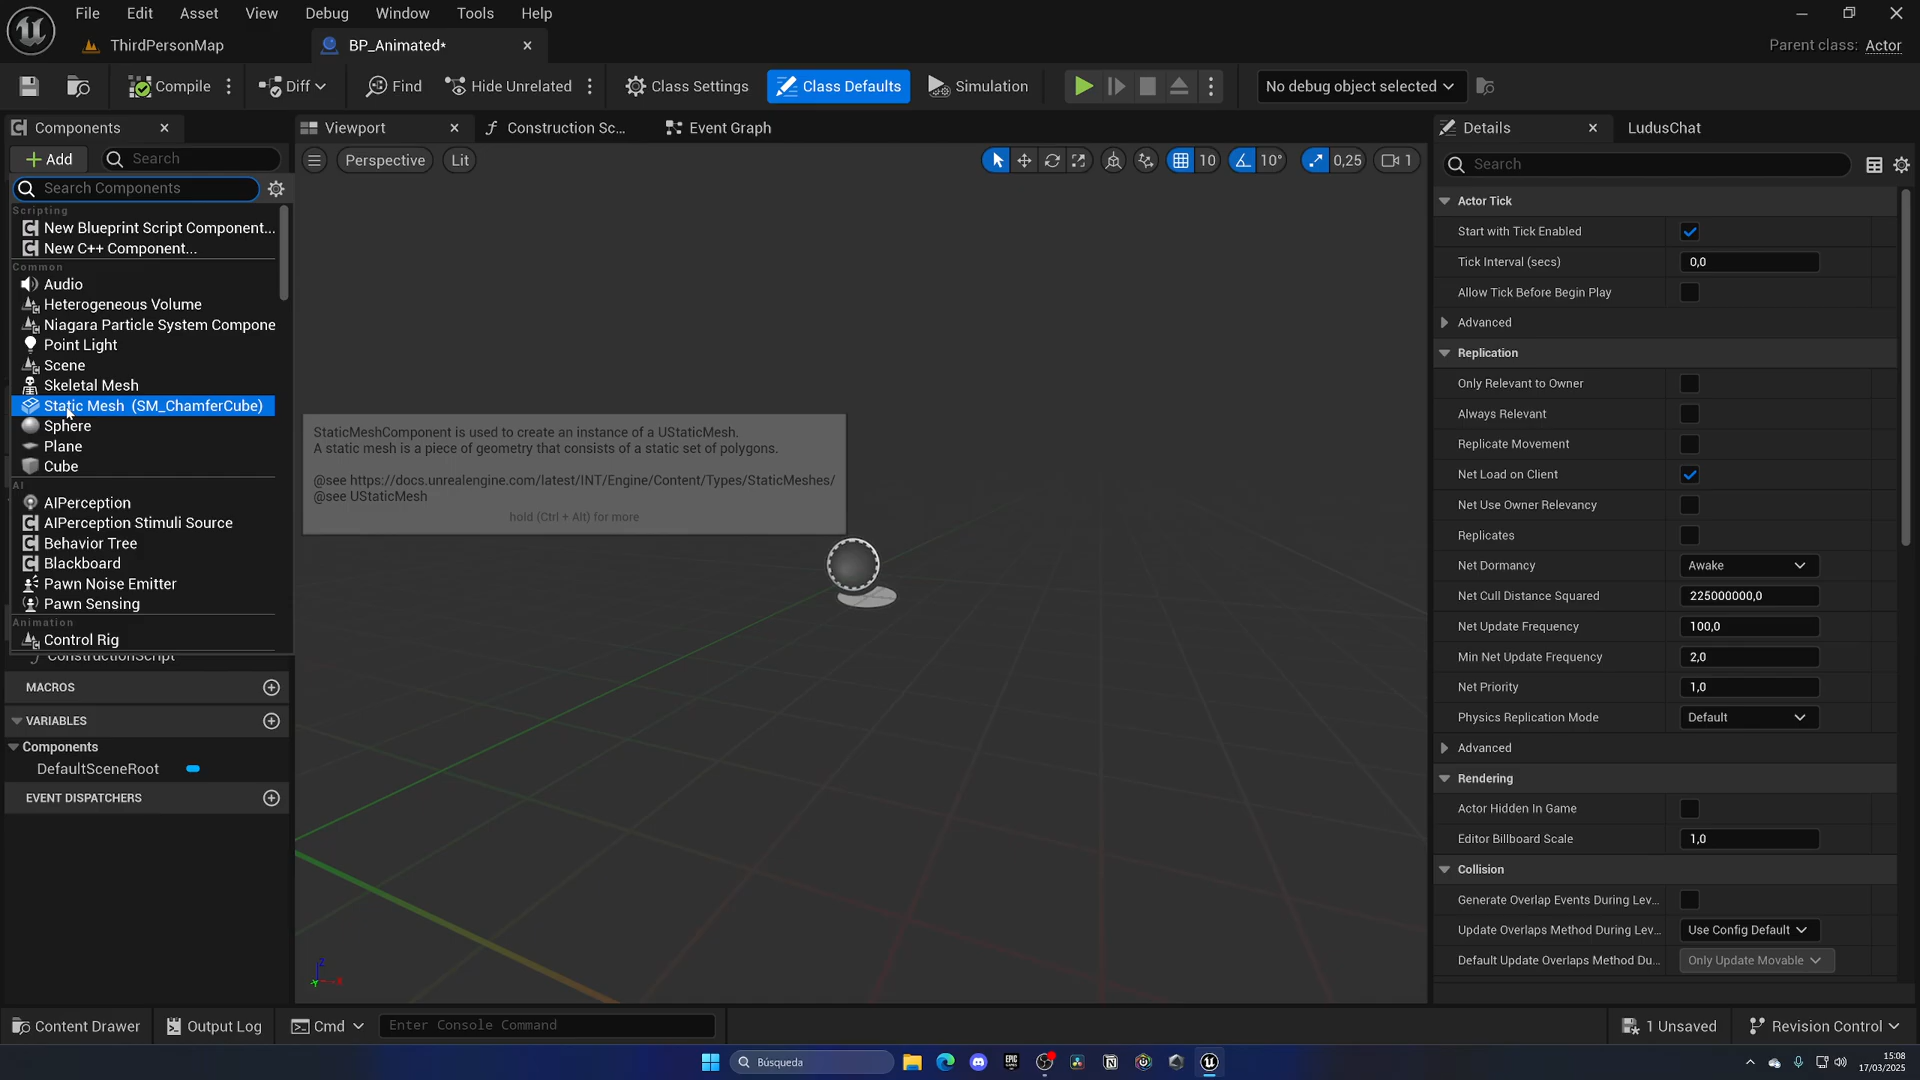 File Edit Asset View Debug Window Tools Help
ThirdPersonMap
BP_Animated*
Parent class: Actor
Compile
Diff
Find
Hide Unrelated
Class Settings
Class Defaults
Simulation
No debug object selected
Components
Viewport
Construction Sc...
Event Graph
Details
LudusChat
+ Add
Search
Perspective
Lit
10
10°
0,25
1
Search
Search Components
Scripting
New Blueprint Script Component...
New C++ Component...
Common
Audio
Heterogeneous Volume
Niagara Particle System Compone
Point Light
Scene
Skeletal Mesh
Static Mesh (SM_ChamferCube)
Sphere
Plane
Cube
AI
AIPerception
AIPerception Stimuli Source
Behavior Tree
Blackboard
Pawn Noise Emitter
Pawn Sensing
Animation
Control Rig
ConstructionScript
MACROS
VARIABLES
Components
DefaultSceneRoot
EVENT DISPATCHERS
StaticMeshComponent is used to create an instance of a UStaticMesh.
A static mesh is a piece of geometry that consists of a static set of polygons.
@see https://docs.unrealengine.com/latest/INT/Engine/Content/Types/StaticMeshes/
@see UStaticMesh
hold (Ctrl + Alt) for more
Z
X
Y
Actor Tick
Start with Tick Enabled
Tick Interval (secs) 0,0
Allow Tick Before Begin Play
Advanced
Replication
Only Relevant to Owner
Always Relevant
Replicate Movement
Net Load on Client
Net Use Owner Relevancy
Replicates
Net Dormancy Awake
Net Cull Distance Squared 225000000,0
Net Update Frequency 100,0
Min Net Update Frequency 2,0
Net Priority 1,0
Physics Replication Mode Default
Advanced
Rendering
Actor Hidden In Game
Editor Billboard Scale 1,0
Collision
Generate Overlap Events During Lev...
Update Overlaps Method During Lev... Use Config Default
Default Update Overlaps Method Du... Only Update Movable
Content Drawer
Output Log
Cmd
Enter Console Command
1 Unsaved
Revision Control
Búsqueda
EPIC GAMES
15:08
17/03/2025